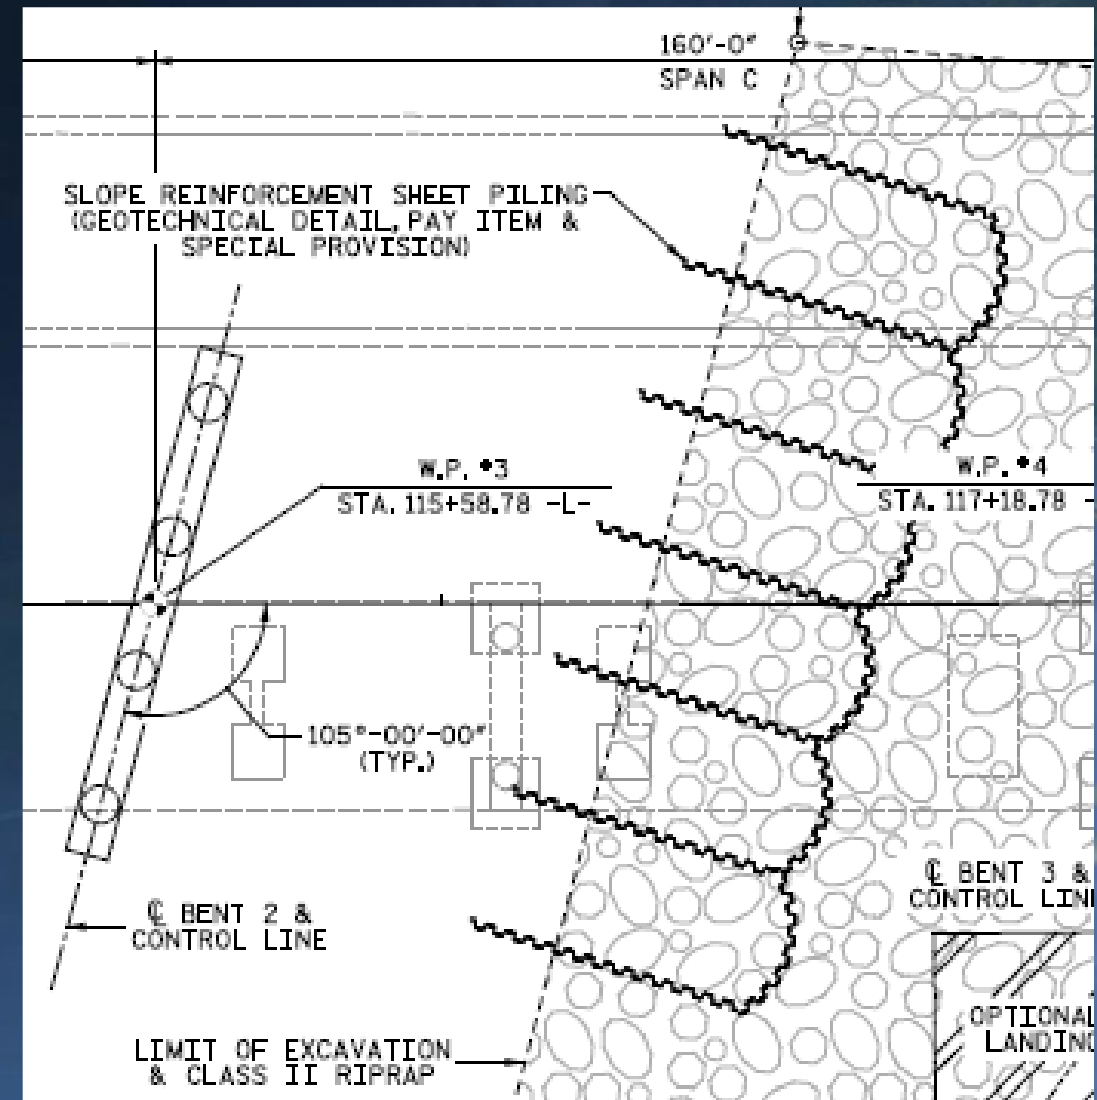 160'-0"
SPAN C
SLOPE REINFORCEMENT SHEET PILING
(GEOTECHNICAL DETAIL, PAY ITEM &
SPECIAL PROVISION)
W.P. #3
STA. 115+58.78 -L-
W.P. #4
STA. 117+18.78 -
105°-00'-00"
(TYP.)
℄ BENT 3 &
CONTROL LIN
℄ BENT 2 &
CONTROL LINE
OPTIONAL
LANDING
LIMIT OF EXCAVATION
& CLASS II RIPRAP